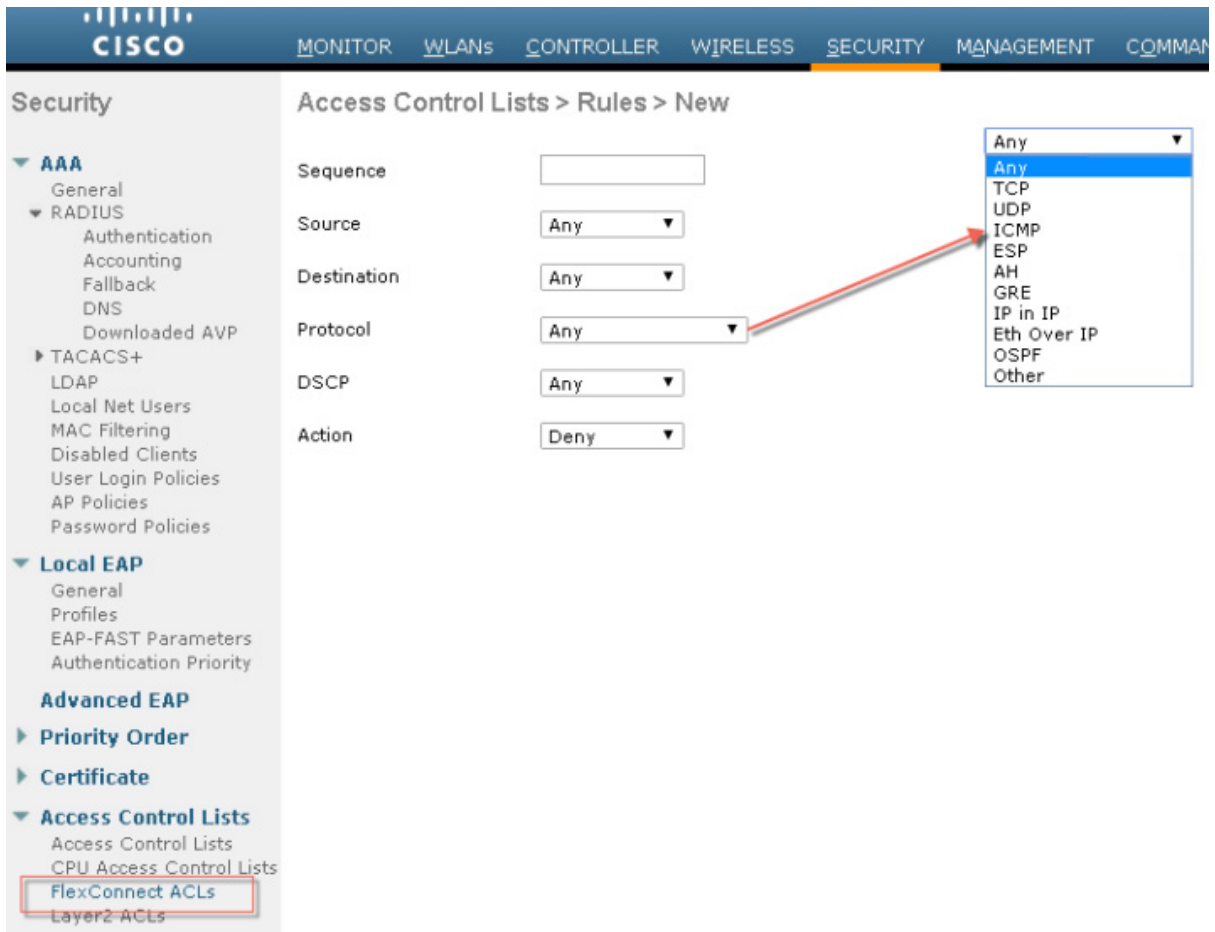 CISCO
MONITOR WLANs CONTROLLER WIRELESS SECURITY MANAGEMENT COMMAN
Security
AAA
General
RADIUS
Authentication
Accounting
Fallback
DNS
Downloaded AVP
TACACS+
LDAP
Local Net Users
MAC Filtering
Disabled Clients
User Login Policies
AP Policies
Password Policies
Local EAP
General
Profiles
EAP-FAST Parameters
Authentication Priority
Advanced EAP
Priority Order
Certificate
Access Control Lists
Access Control Lists
CPU Access Control Lists
FlexConnect ACLs
Layer2 ACLs
Access Control Lists > Rules > New
Sequence
Source Any
Destination Any
Protocol Any
DSCP Any
Action Deny
Any
Any
TCP
UDP
ICMP
ESP
AH
GRE
IP in IP
Eth Over IP
OSPF
Other